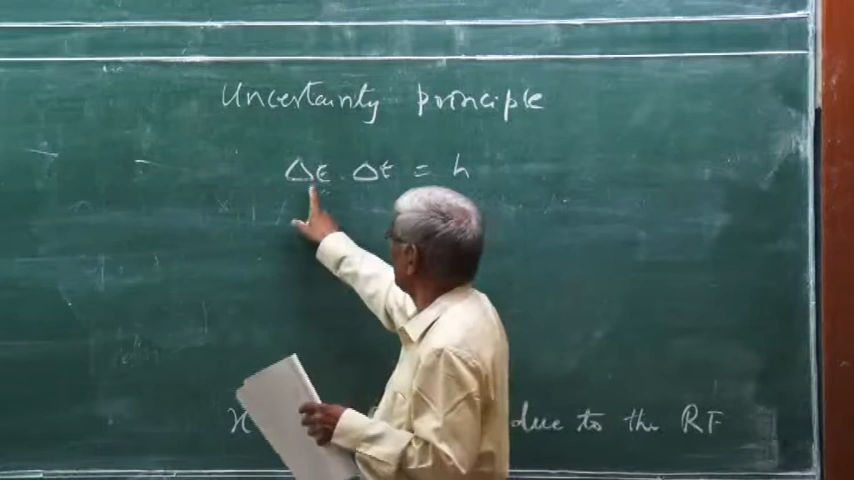 Uncertainty principle
ΔE . Δt = h
due to the RF